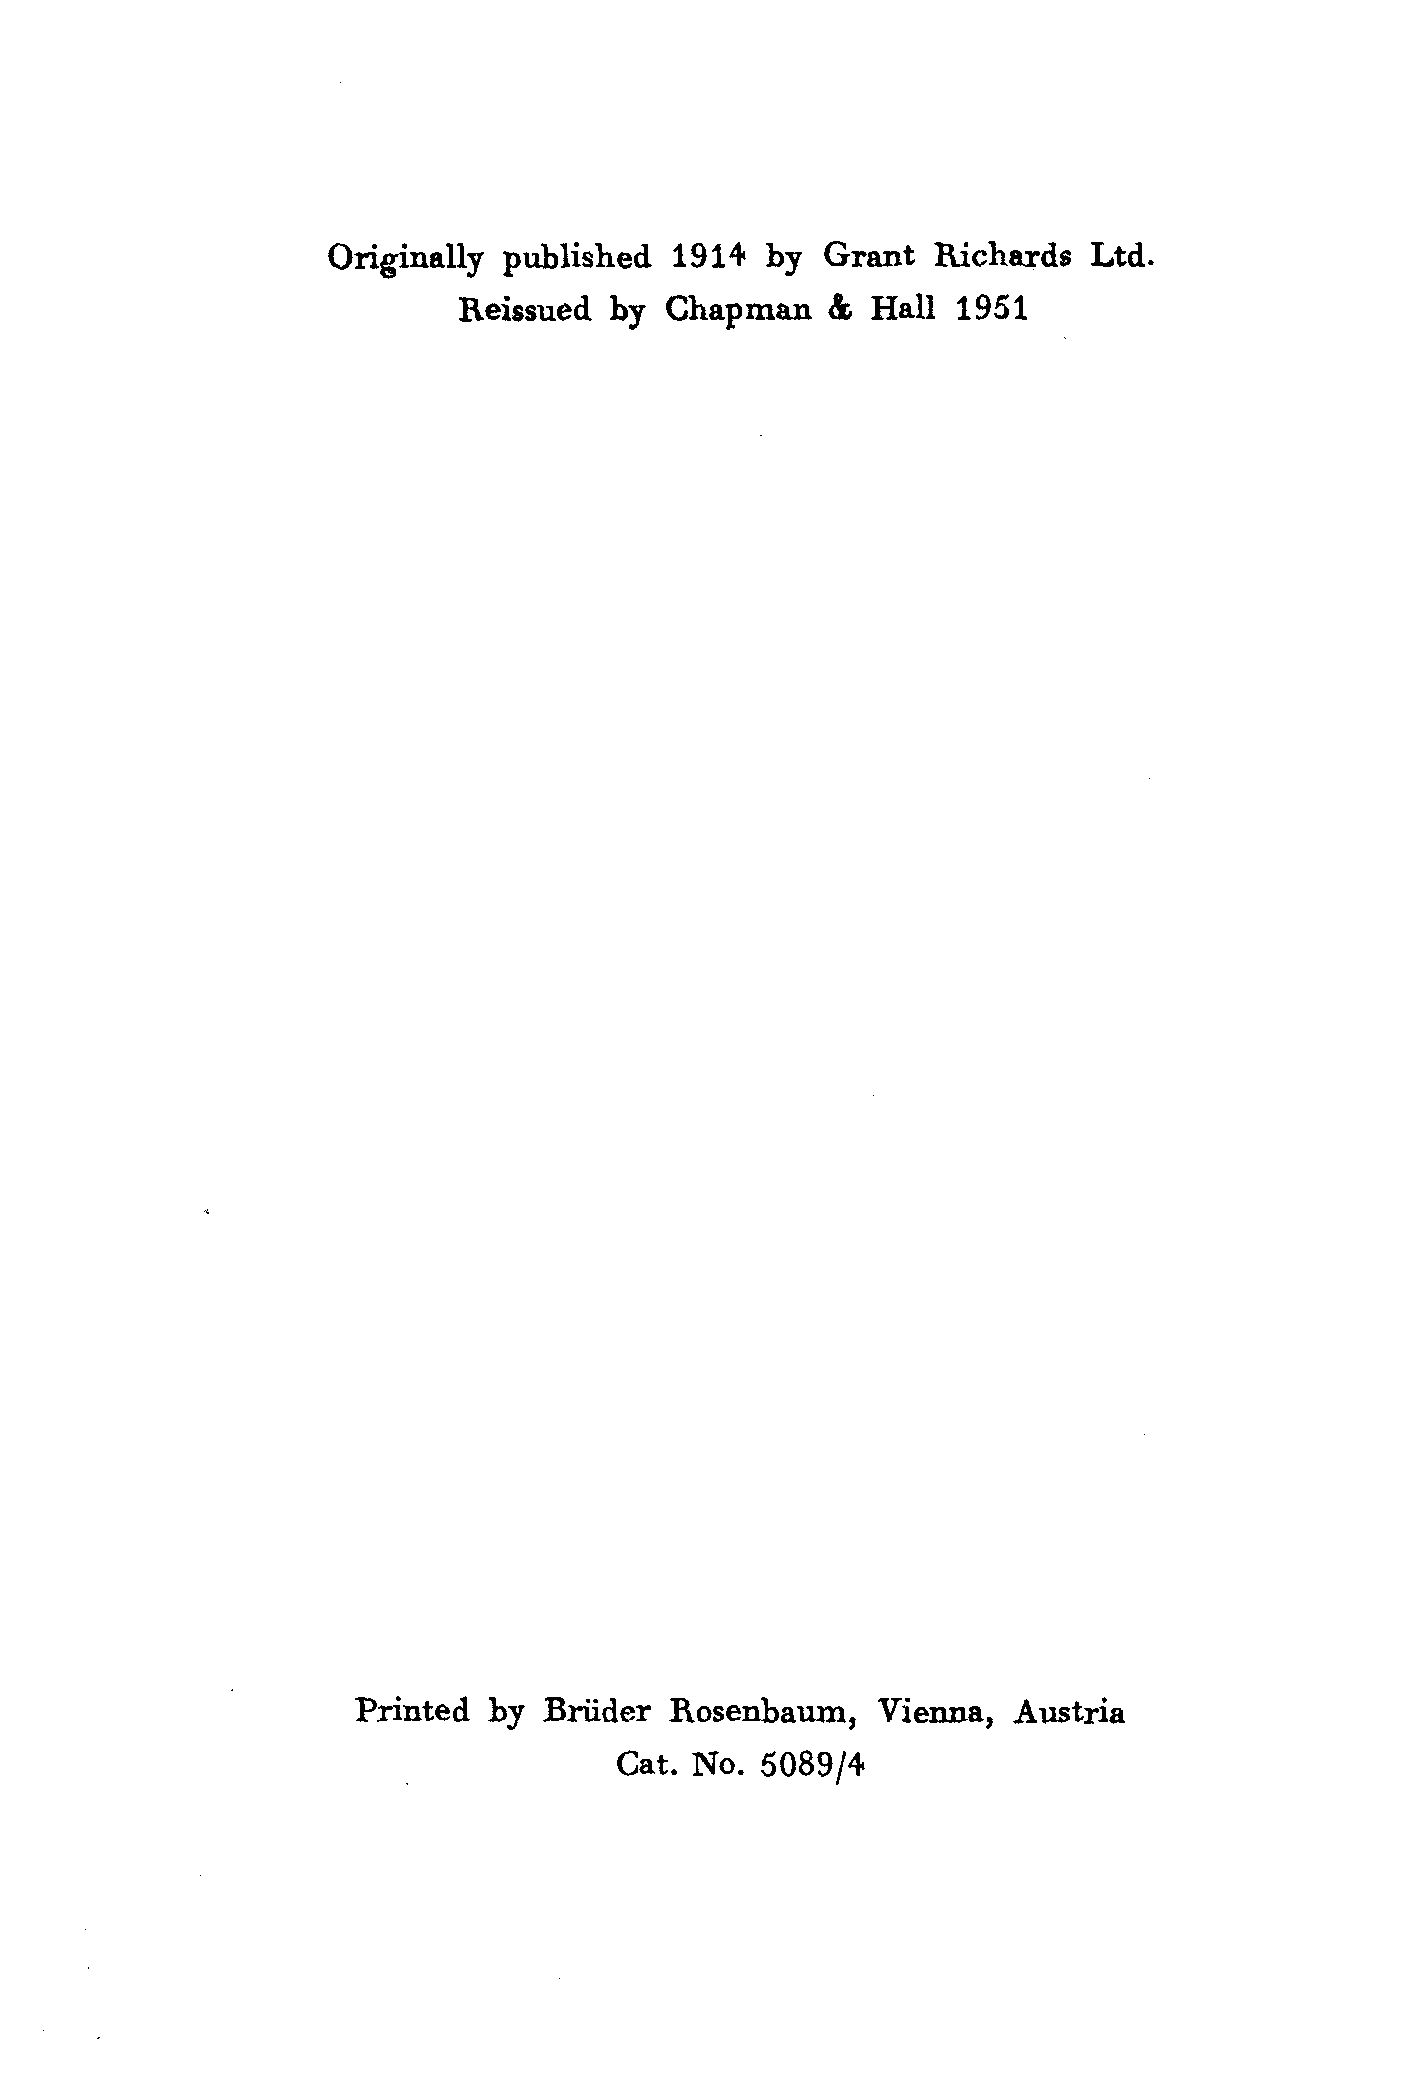 Originally published 1914 by Grant Richards Ltd.
Reissued by Chapman & Hall 1951
Printed by Brüder Rosenbaum, Vienna, Austria
Cat. No. 5089/4